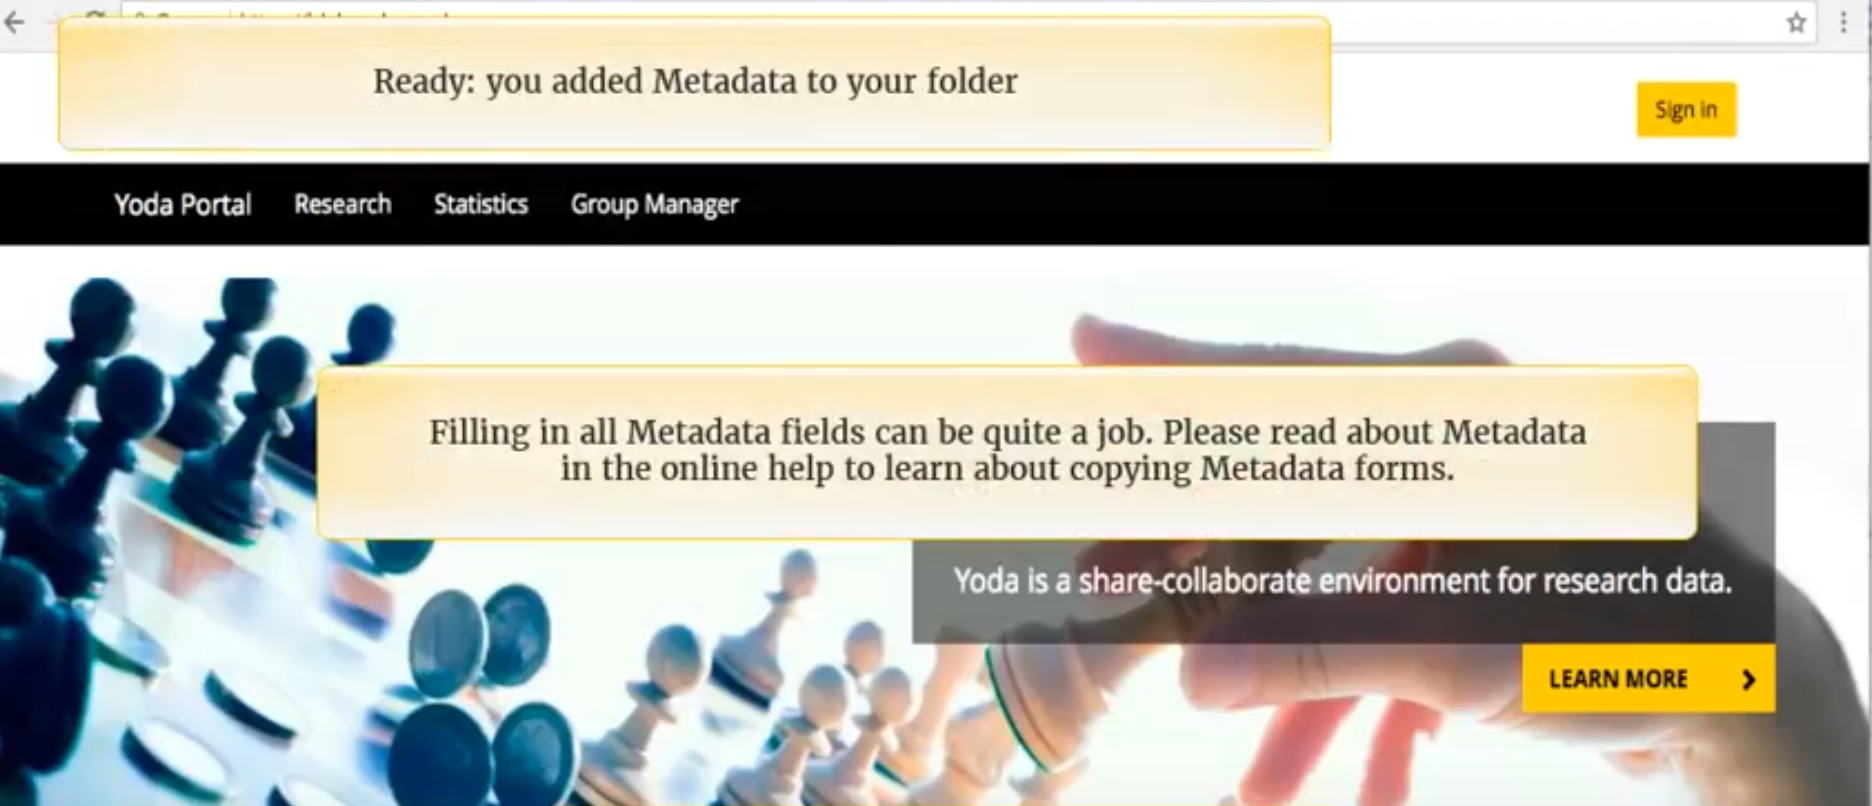 Ready: you added Metadata to your folder
Sign in
Yoda Portal Research Statistics Group Manager
Filling in all Metadata fields can be quite a job. Please read about Metadata
in the online help to learn about copying Metadata forms.
Yoda is a share-collaborate environment for research data.
LEARN MORE